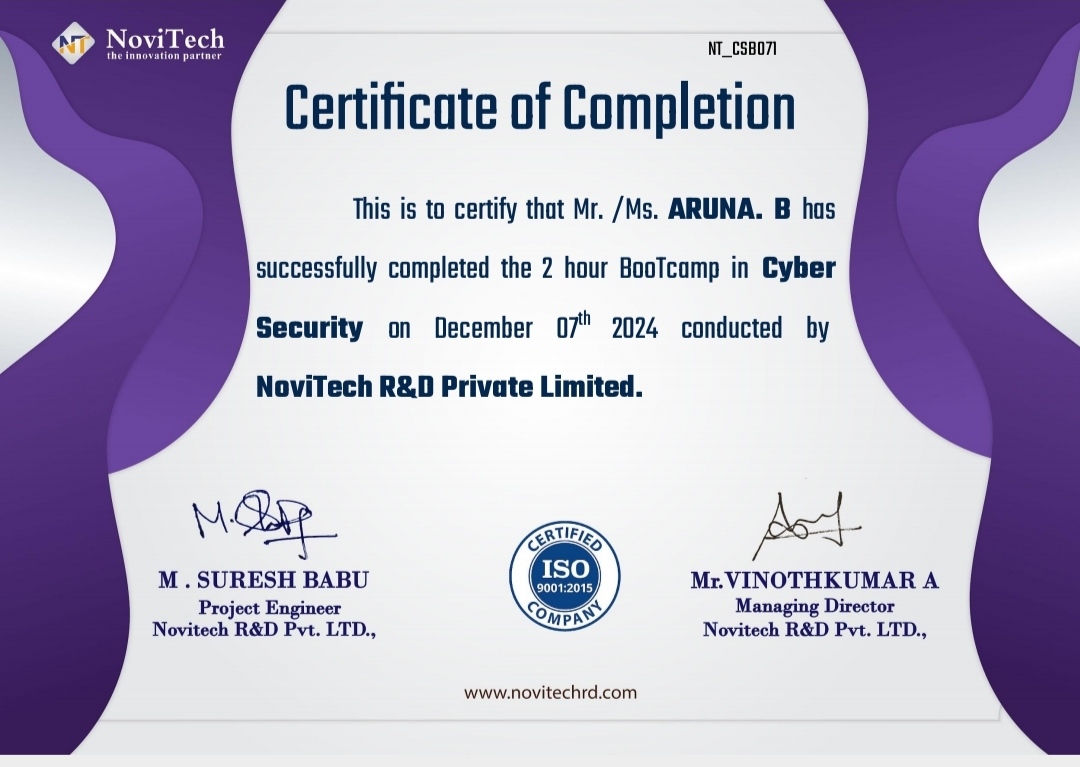 NT
NoviTech
the innovation partner
NT_CSB071
Certificate of Completion
This is to certify that Mr. /Ms. ARUNA. B has
successfully completed the 2 hour BooTcamp in Cyber
Security on December 07th 2024 conducted by
NoviTech R&D Private Limited.
M . SURESH BABU
Project Engineer
Novitech R&D Pvt. LTD.,
CERTIFIED
ISO
9001:2015
COMPANY
Mr.VINOTHKUMAR A
Managing Director
Novitech R&D Pvt. LTD.,
www.novitechrd.com